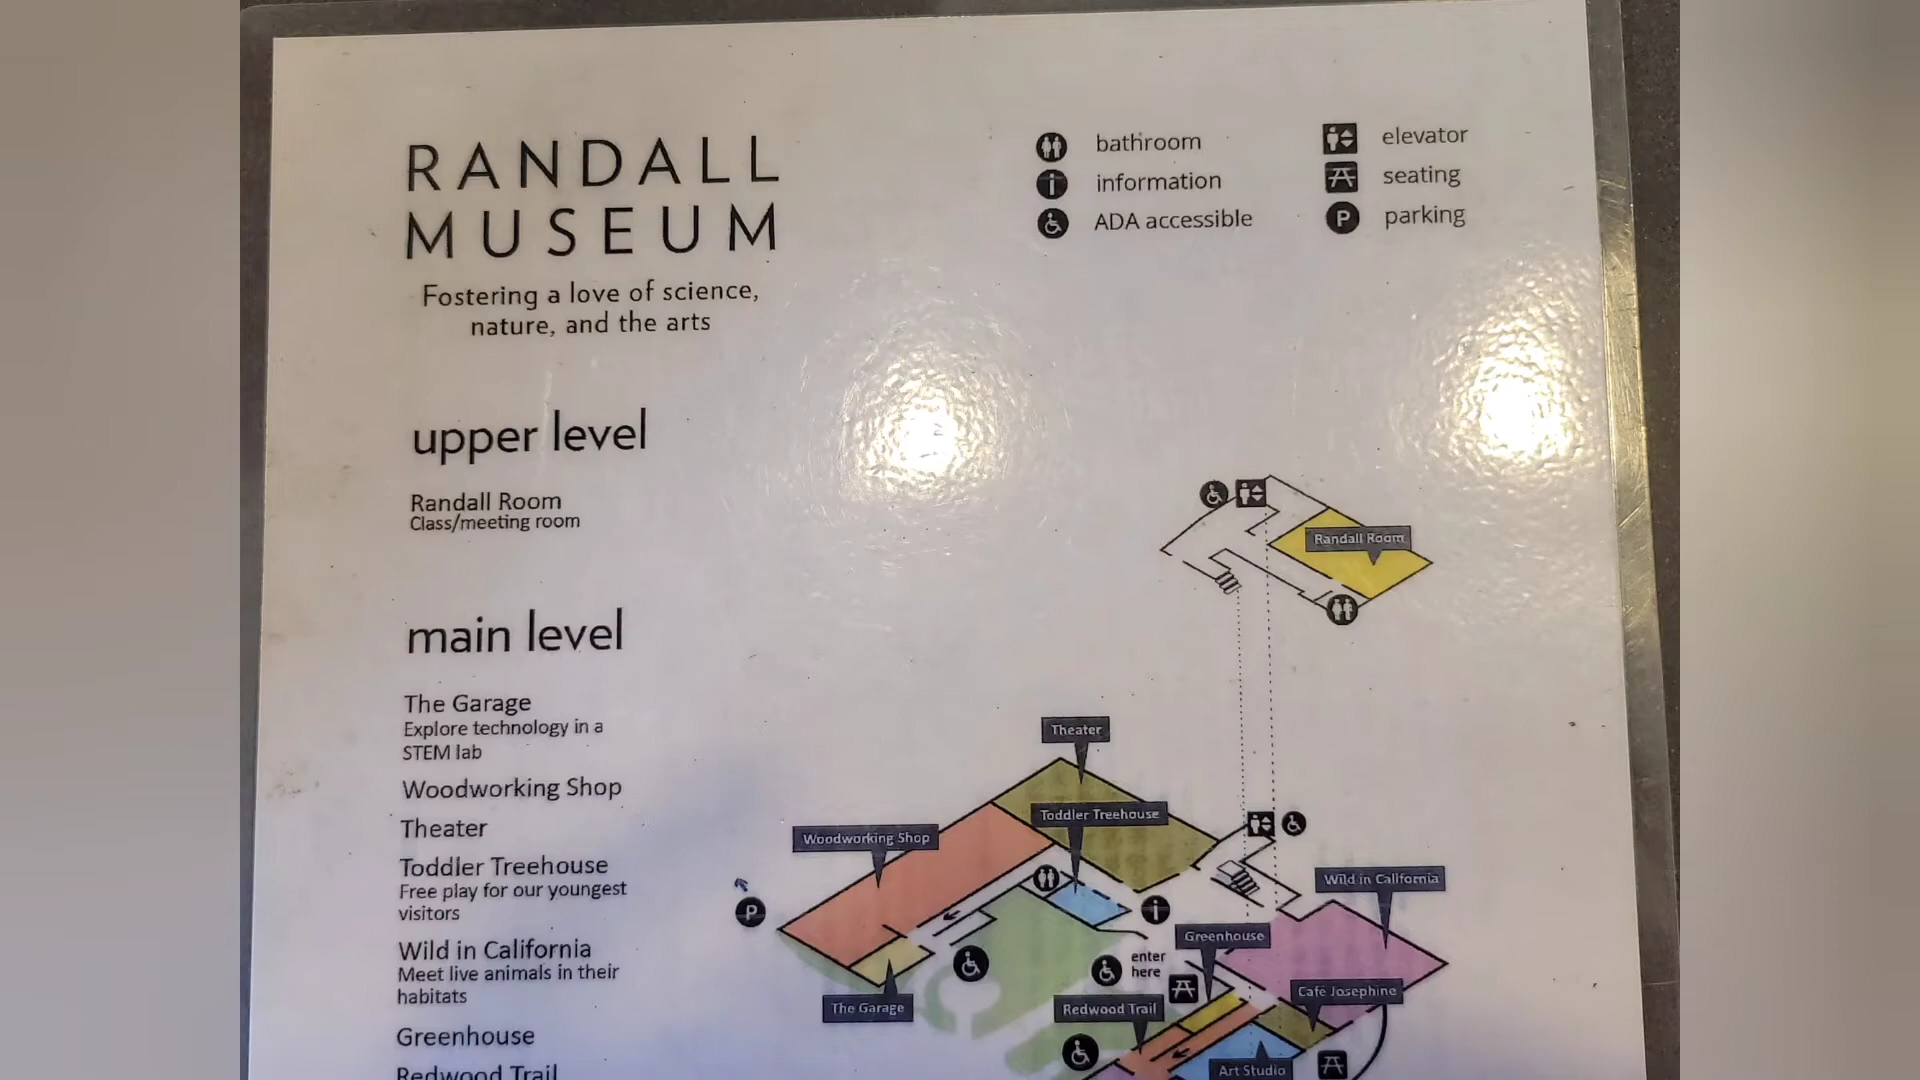 RANDALL
MUSEUM
Fostering a love of science,
nature, and the arts
bathroom
information
ADA accessible
elevator
seating
P parking
upper level
Randall Room
Class/meeting room
Randall Room
main level
The Garage
Explore technology in a
STEM lab
Woodworking Shop
Theater
Toddler Treehouse
Free play for our youngest
visitors
Wild in California
Meet live animals in their
habitats
Greenhouse
Redwood Trail
Theater
Toddler Treehouse
Woodworking Shop
Wild in California
P
i
Greenhouse
enter
here
Café Josephine
The Garage
Redwood Trail
Art Studio